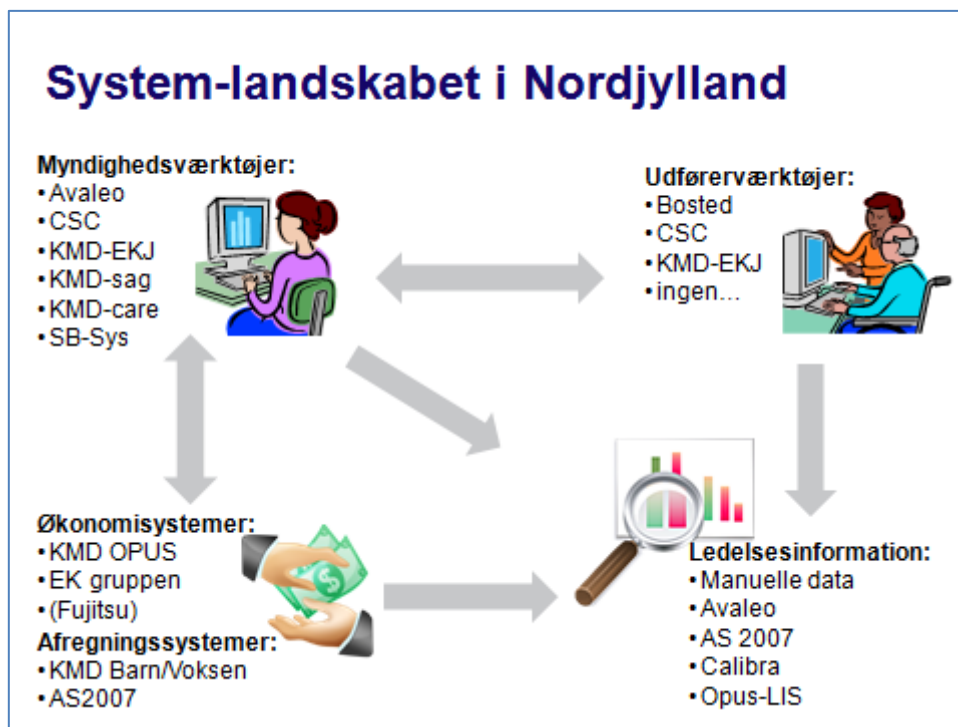 System-landskabet i Nordjylland
Myndighedsværktøjer:
• Avaleo
• CSC
• KMD-EKJ
• KMD-sag
• KMD-care
• SB-Sys
Udførerværktøjer:
• Bosted
• CSC
• KMD-EKJ
• ingen...
Økonomisystemer:
• KMD OPUS
• EK gruppen
• (Fujitsu)
Afregningssystemer:
• KMD Barn/Voksen
• AS2007
Ledelsesinformation:
• Manuelle data
• Avaleo
• AS 2007
• Calibra
• Opus-LIS